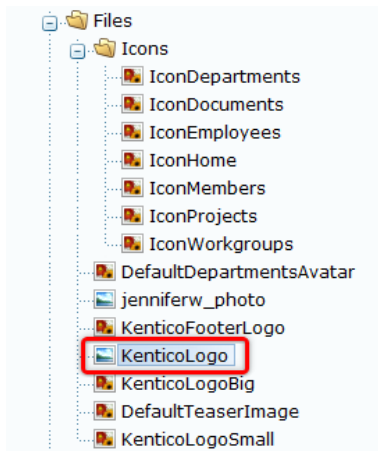 Files
Icons
IconDepartments
IconDocuments
IconEmployees
IconHome
IconMembers
IconProjects
IconWorkgroups
DefaultDepartmentsAvatar
jenniferw_photo
KenticoFooterLogo
KenticoLogo
KenticoLogoBig
DefaultTeaserImage
KenticoLogoSmall